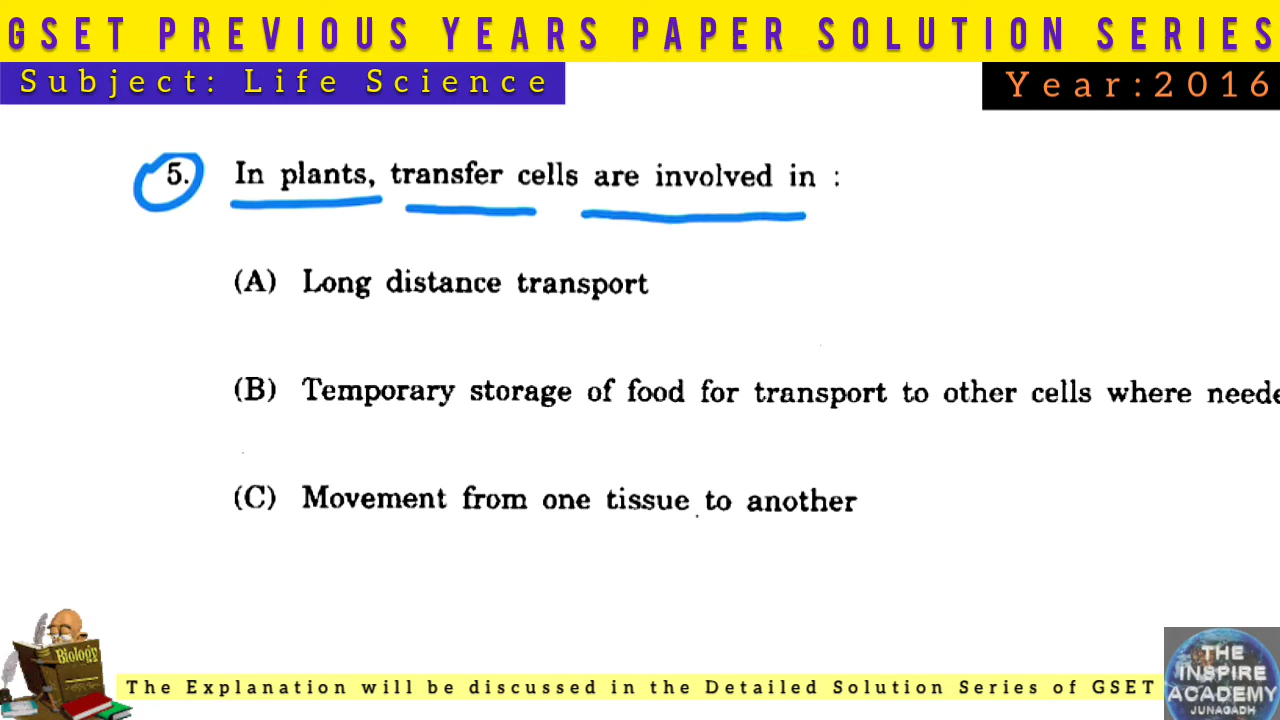 GSET PREVIOUS YEARS PAPER SOLUTION SERIES
Subject: Life Science
Year:2016
5. In plants, transfer cells are involved in :
(A) Long distance transport
(B) Temporary storage of food for transport to other cells where neede
(C) Movement from one tissue to another
Biology
The Explanation will be discussed in the Detailed Solution Series of GSET
THE
INSPIRE
ACADEMY
JUNAGADH